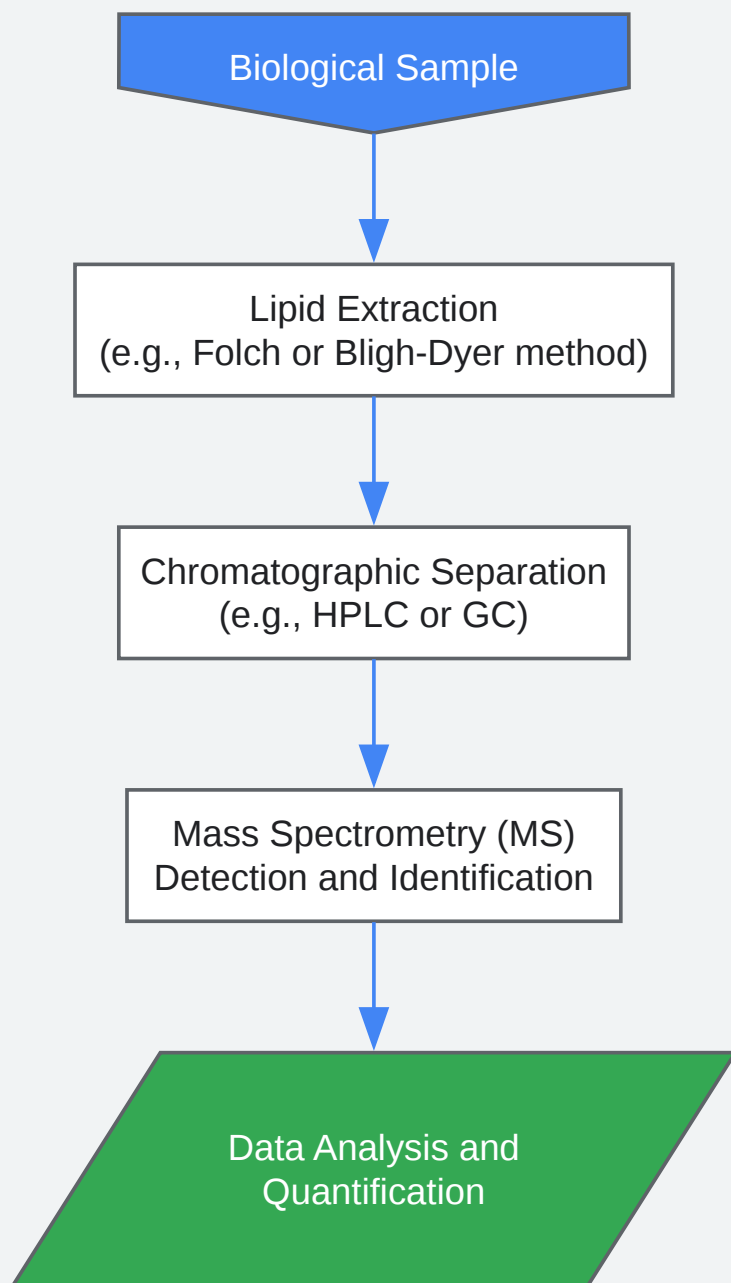 Biological Sample
Lipid Extraction
(e.g., Folch or Bligh-Dyer method)
Chromatographic Separation
(e.g., HPLC or GC)
Mass Spectrometry (MS)
Detection and Identification
Data Analysis and
Quantification